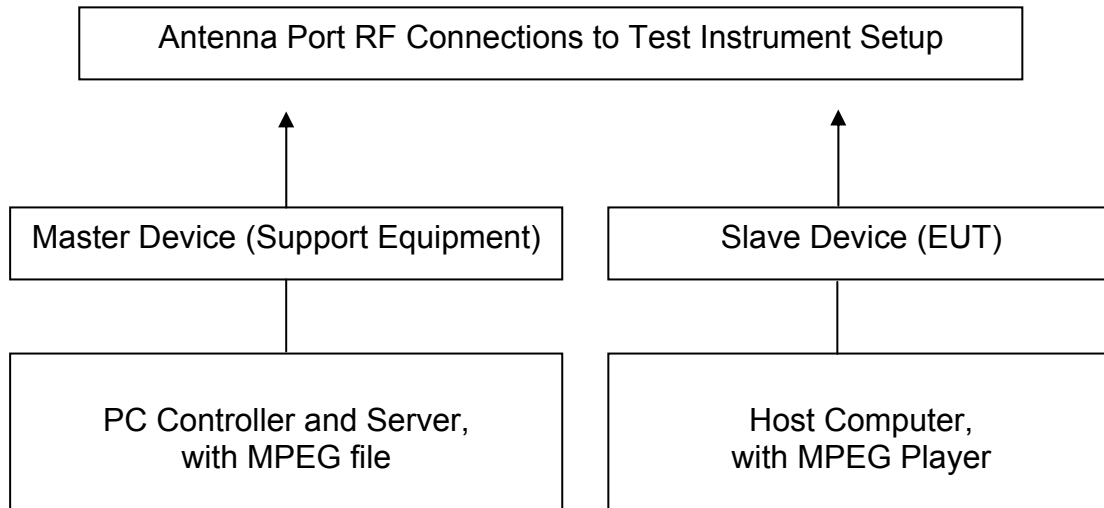 Antenna Port RF Connections to Test Instrument Setup
Master Device (Support Equipment)
Slave Device (EUT)
PC Controller and Server,
with MPEG file
Host Computer,
with MPEG Player